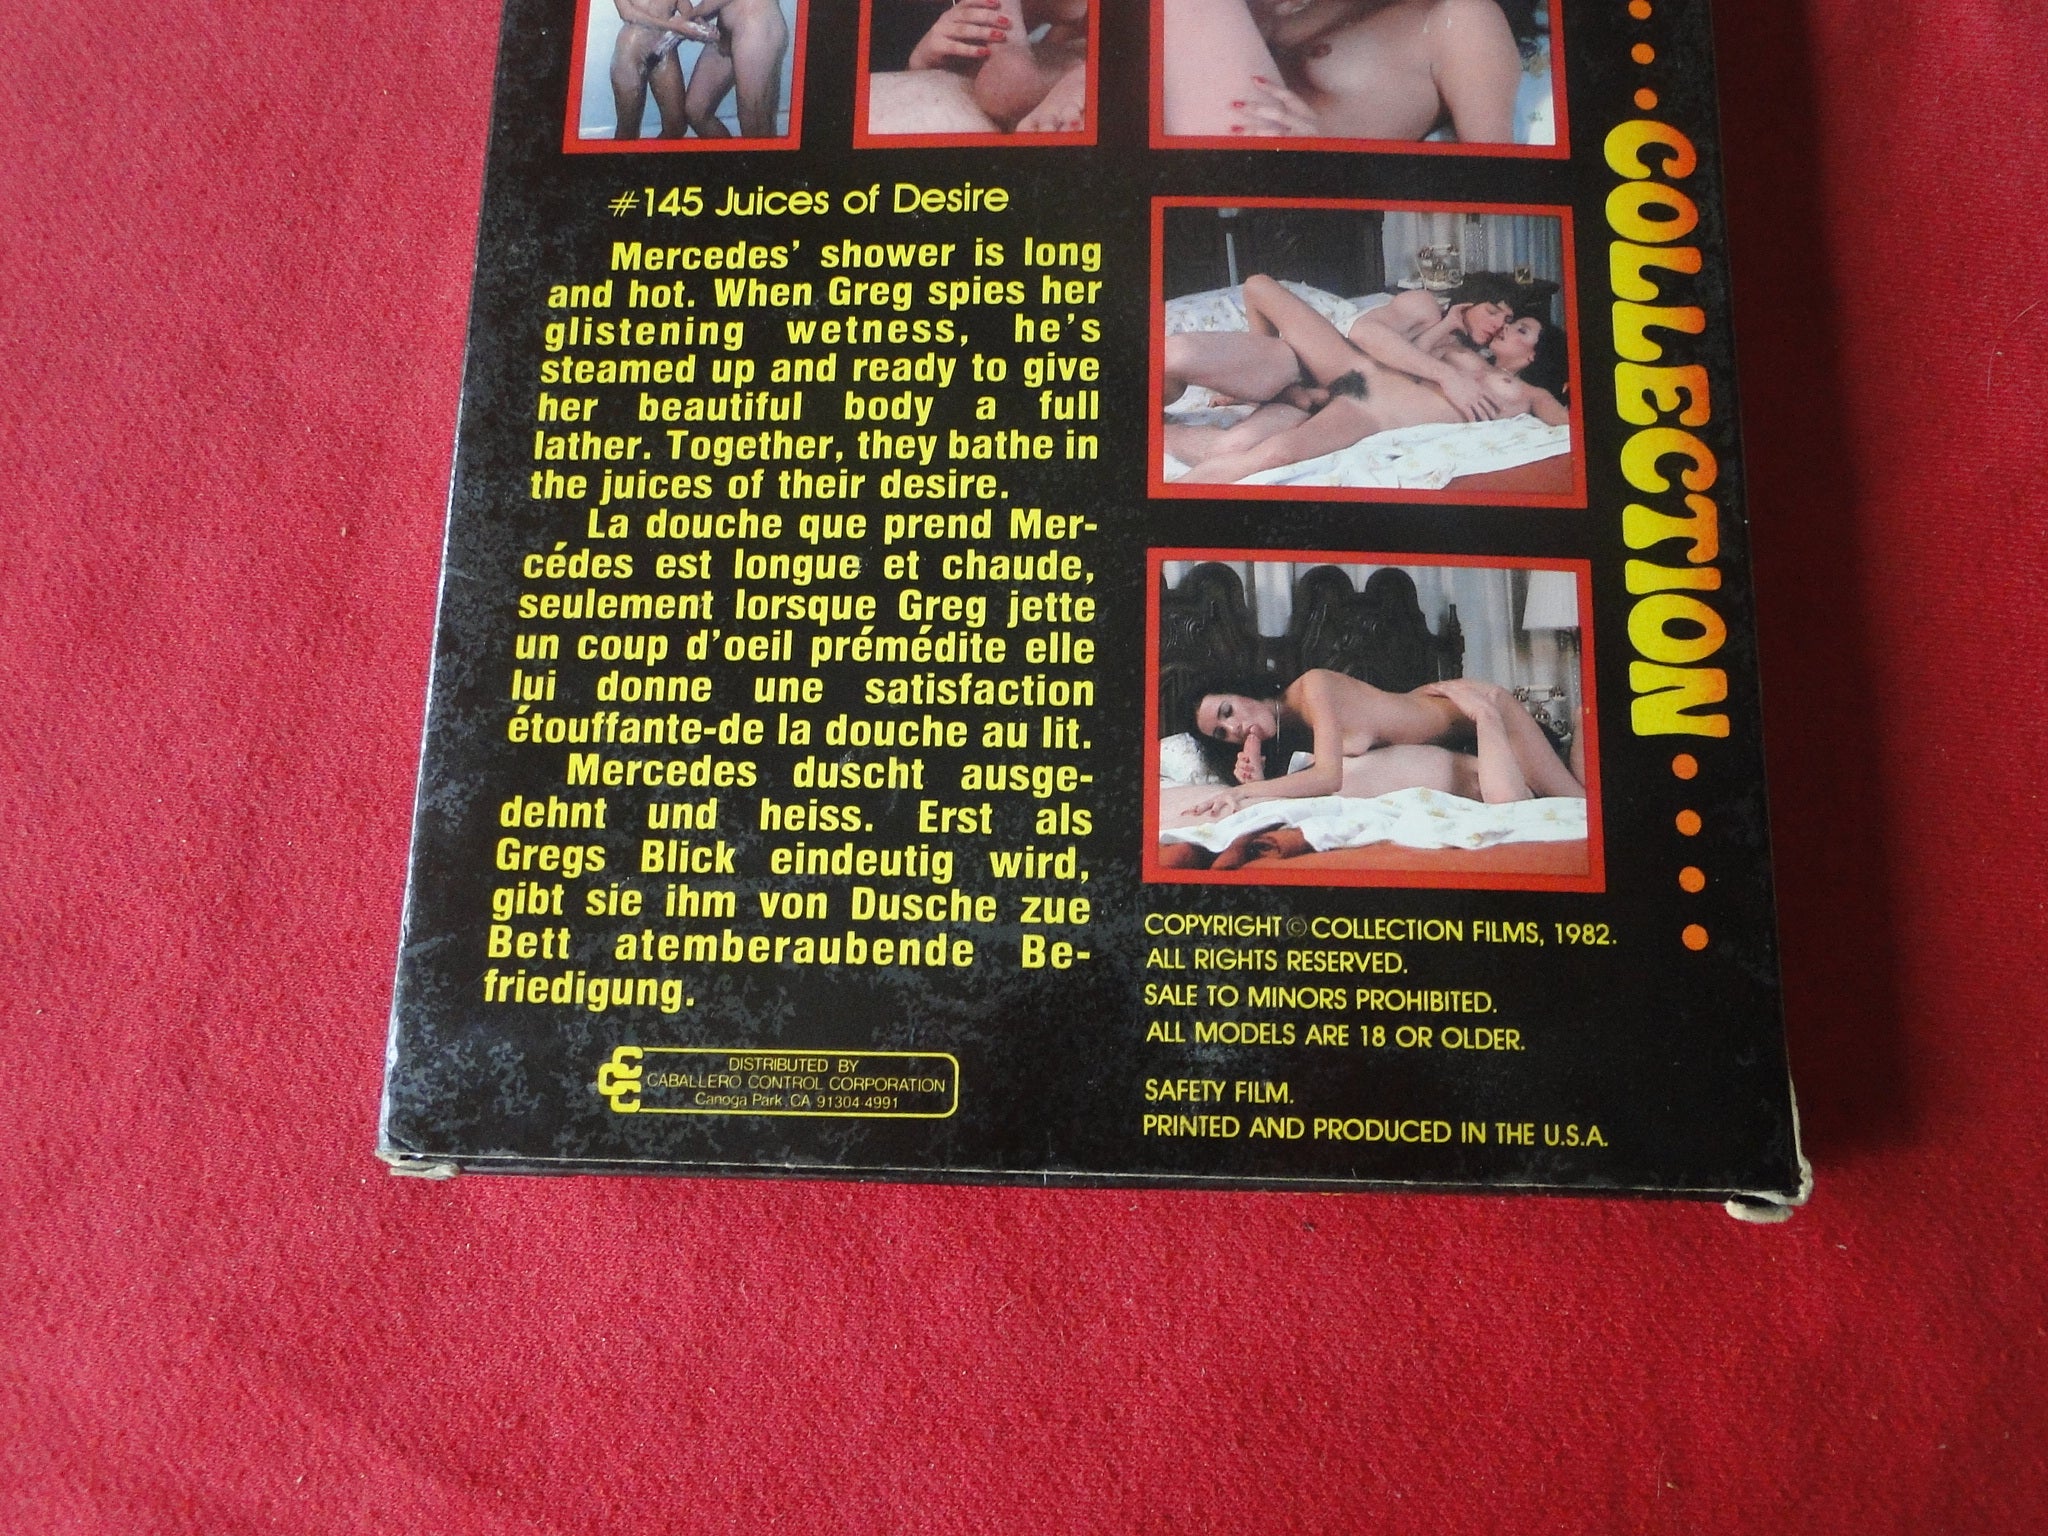 #145 Juices of Desire
Mercedes' shower is long
and hot. When Greg spies her
glistening wetness, he's
steamed up and ready to give
her beautiful body a full
lather. Together, they bathe in
the juices of their desire.
La douche que prend Mer-
cédes est longue et chaude,
seulement lorsque Greg jette
un coup d'oeil prémédite elle
lui donne une satisfaction
étouffante-de la douche au lit.
Mercedes duscht ausge-
dehnt und heiss. Erst als
Gregs Blick eindeutig wird,
gibt sie ihm von Dusche zue
Bett atemberaubende Be-
friedigung.
CCC
DISTRIBUTED BY
CABALLERO CONTROL CORPORATION
Canoga Park, CA 91304-4991
COLLECTION
COPYRIGHT © COLLECTION FILMS, 1982.
ALL RIGHTS RESERVED.
SALE TO MINORS PROHIBITED.
ALL MODELS ARE 18 OR OLDER.
SAFETY FILM.
PRINTED AND PRODUCED IN THE U.S.A.